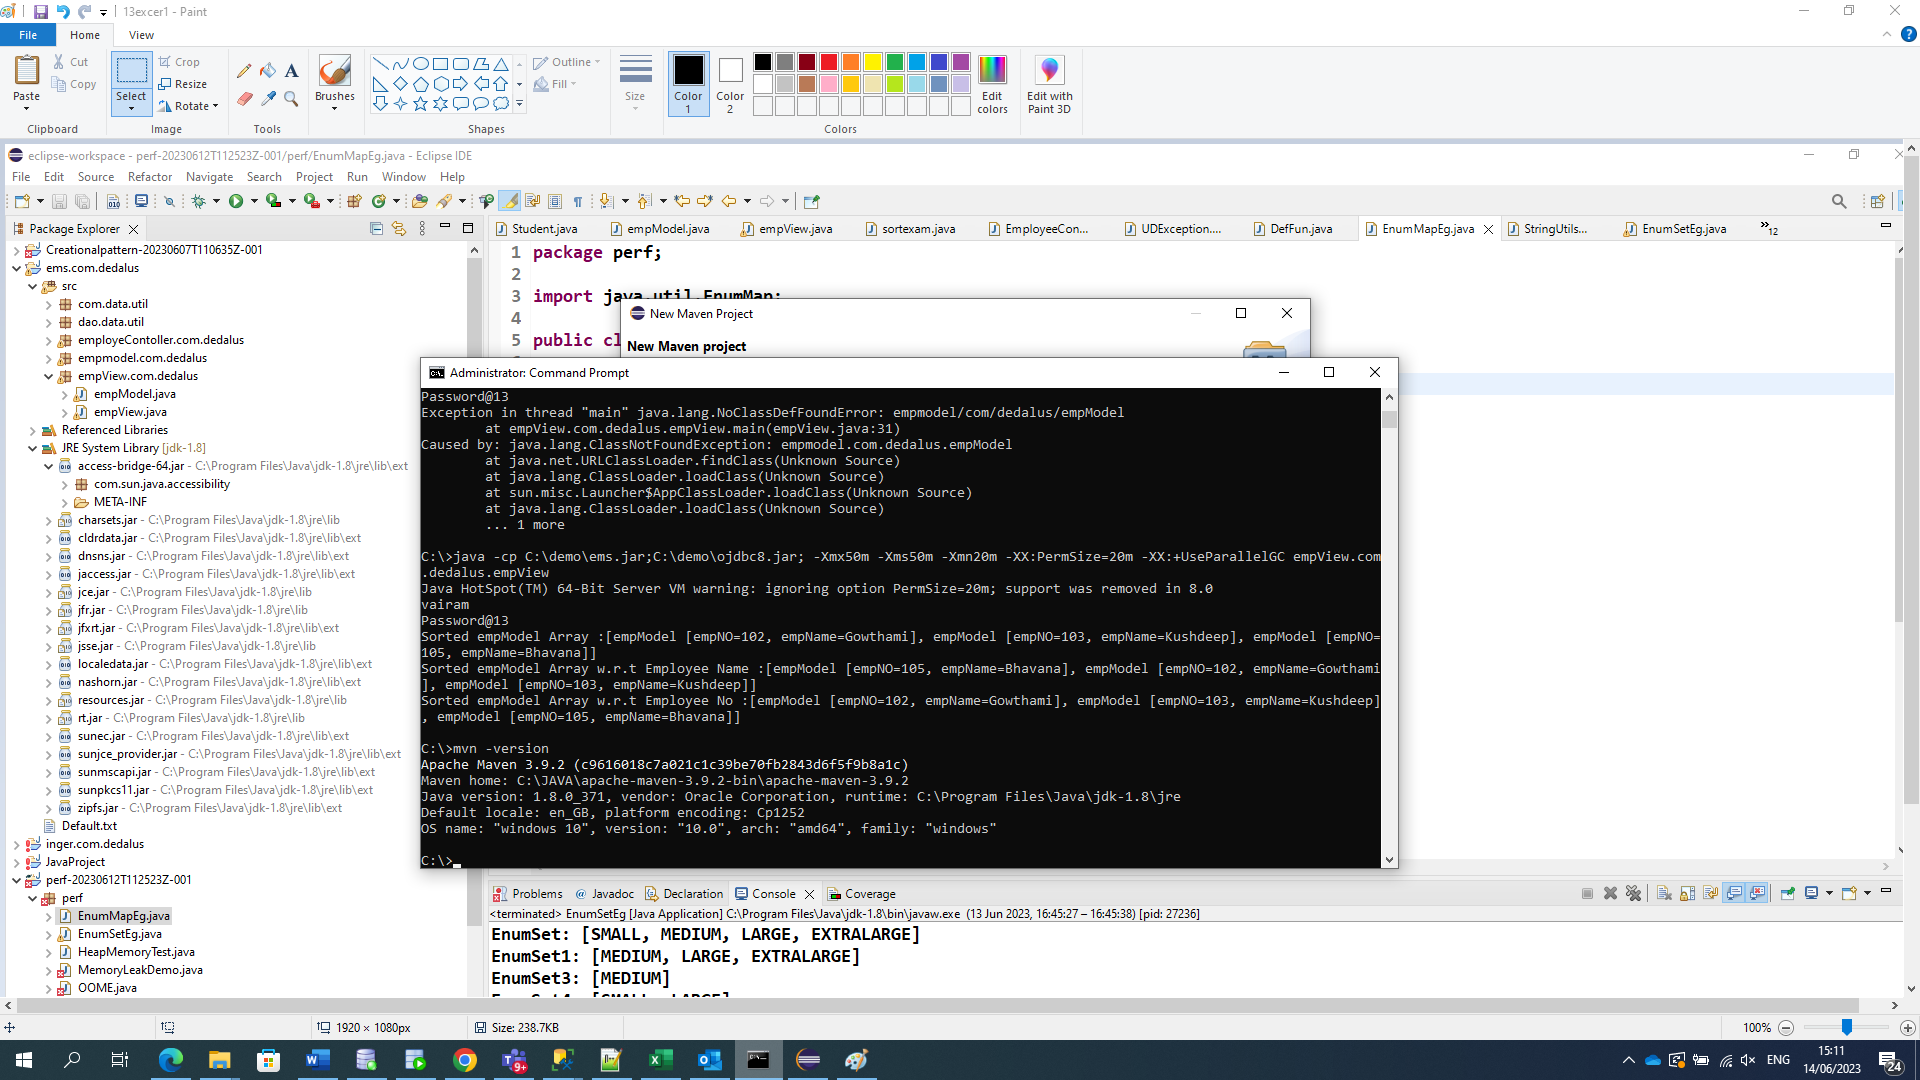 13excer1 - Paint
File
Home
View
Paste
Cut
Copy
Clipboard
Select
Crop
Resize
Rotate
Image
Tools
Brushes
Shapes
Outline
Fill
Size
Color 1
Color 2
Colors
Edit colors
Edit with Paint 3D
eclipse-workspace - perf-20230612T112523Z-001/perf/EnumMapEg.java - Eclipse IDE
File Edit Source Refactor Navigate Search Project Run Window Help
Package Explorer
Creationalpattern-20230607T110635Z-001
ems.com.dedalus
src
com.data.util
dao.data.util
employeContoller.com.dedalus
empmodel.com.dedalus
empView.com.dedalus
empModel.java
empView.java
Referenced Libraries
JRE System Library [jdk-1.8]
access-bridge-64.jar - C:\Program Files\Java\jdk-1.8\jre\lib\ext
com.sun.java.accessibility
META-INF
charsets.jar - C:\Program Files\Java\jdk-1.8\jre\lib
cldrdata.jar - C:\Program Files\Java\jdk-1.8\jre\lib\ext
dnsns.jar - C:\Program Files\Java\jdk-1.8\jre\lib\ext
jaccess.jar - C:\Program Files\Java\jdk-1.8\jre\lib\ext
jce.jar - C:\Program Files\Java\jdk-1.8\jre\lib
jfr.jar - C:\Program Files\Java\jdk-1.8\jre\lib
jfxrt.jar - C:\Program Files\Java\jdk-1.8\jre\lib\ext
jsse.jar - C:\Program Files\Java\jdk-1.8\jre\lib
localedata.jar - C:\Program Files\Java\jdk-1.8\jre\lib\ext
nashorn.jar - C:\Program Files\Java\jdk-1.8\jre\lib\ext
resources.jar - C:\Program Files\Java\jdk-1.8\jre\lib
rt.jar - C:\Program Files\Java\jdk-1.8\jre\lib
sunec.jar - C:\Program Files\Java\jdk-1.8\jre\lib\ext
sunjce_provider.jar - C:\Program Files\Java\jdk-1.8\jre\lib\ext
sunmscapi.jar - C:\Program Files\Java\jdk-1.8\jre\lib\ext
sunpkcs11.jar - C:\Program Files\Java\jdk-1.8\jre\lib\ext
zipfs.jar - C:\Program Files\Java\jdk-1.8\jre\lib\ext
Default.txt
inger.com.dedalus
JavaProject
perf-20230612T112523Z-001
perf
EnumMapEg.java
EnumSetEg.java
HeapMemoryTest.java
MemoryLeakDemo.java
OOME.java
Student.java empModel.java empView.java sortexam.java EmployeeCon... UDException.... DefFun.java EnumMapEg.java StringUtils... EnumSetEg.java 12
1 package perf;
2
3 import java.util.EnumMap;
4
5 public cl
New Maven Project
New Maven project
Administrator: Command Prompt
Password@13
Exception in thread "main" java.lang.NoClassDefFoundError: empmodel/com/dedalus/empModel
at empView.com.dedalus.empView.main(empView.java:31)
Caused by: java.lang.ClassNotFoundException: empmodel.com.dedalus.empModel
at java.net.URLClassLoader.findClass(Unknown Source)
at java.lang.ClassLoader.loadClass(Unknown Source)
at sun.misc.Launcher$AppClassLoader.loadClass(Unknown Source)
at java.lang.ClassLoader.loadClass(Unknown Source)
... 1 more
C:\>java -cp C:\demo\ems.jar;C:\demo\ojdbc8.jar; -Xmx50m -Xms50m -Xmn20m -XX:PermSize=20m -XX:+UseParallelGC empView.com
.dedalus.empView
Java HotSpot(TM) 64-Bit Server VM warning: ignoring option PermSize=20m; support was removed in 8.0
vairam
Password@13
Sorted empModel Array :[empModel [empNO=102, empName=Gowthami], empModel [empNO=103, empName=Kushdeep], empModel [empNO=
105, empName=Bhavana]]
Sorted empModel Array w.r.t Employee Name :[empModel [empNO=105, empName=Bhavana], empModel [empNO=102, empName=Gowthami
], empModel [empNO=103, empName=Kushdeep]]
Sorted empModel Array w.r.t Employee No :[empModel [empNO=102, empName=Gowthami], empModel [empNO=103, empName=Kushdeep]
, empModel [empNO=105, empName=Bhavana]]
C:\>mvn -version
Apache Maven 3.9.2 (c9616018c7a021c1c39be70fb2843d6f5f9b8a1c)
Maven home: C:\JAVA\apache-maven-3.9.2-bin\apache-maven-3.9.2
Java version: 1.8.0_371, vendor: Oracle Corporation, runtime: C:\Program Files\Java\jdk-1.8\jre
Default locale: en_GB, platform encoding: Cp1252
OS name: "windows 10", version: "10.0", arch: "amd64", family: "windows"
C:\>
Problems Javadoc Declaration Console Coverage
<terminated> EnumSetEg [Java Application] C:\Program Files\Java\jdk-1.8\bin\javaw.exe (13 Jun 2023, 16:45:27 – 16:45:38) [pid: 27236]
EnumSet: [SMALL, MEDIUM, LARGE, EXTRALARGE]
EnumSet1: [MEDIUM, LARGE, EXTRALARGE]
EnumSet3: [MEDIUM]
EnumSet4: [SMALL, LARGE]
1920 × 1080px
Size: 238.7KB
100%
ENG
15:11
14/06/2023
24
9+